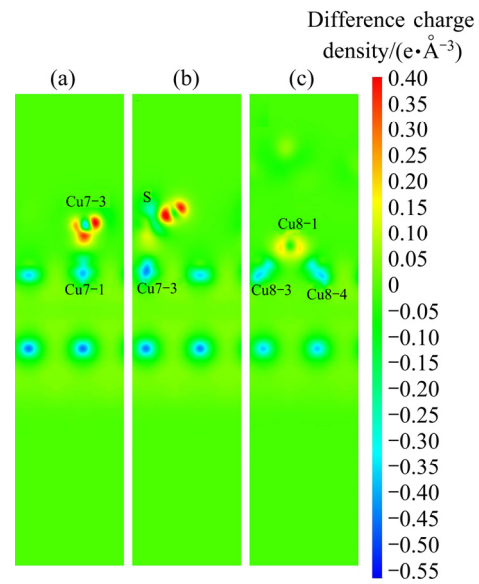 Difference charge
density/(e•Å⁻³)
(a)
(b)
(c)
0.40
0.35
0.30
0.25
0.20
0.15
0.10
0.05
0
−0.05
−0.10
−0.15
−0.20
−0.25
−0.30
−0.35
−0.40
−0.45
−0.50
−0.55
Cu7−3
Cu7−1
S
Cu7−3
Cu8−1
Cu8−3
Cu8−4